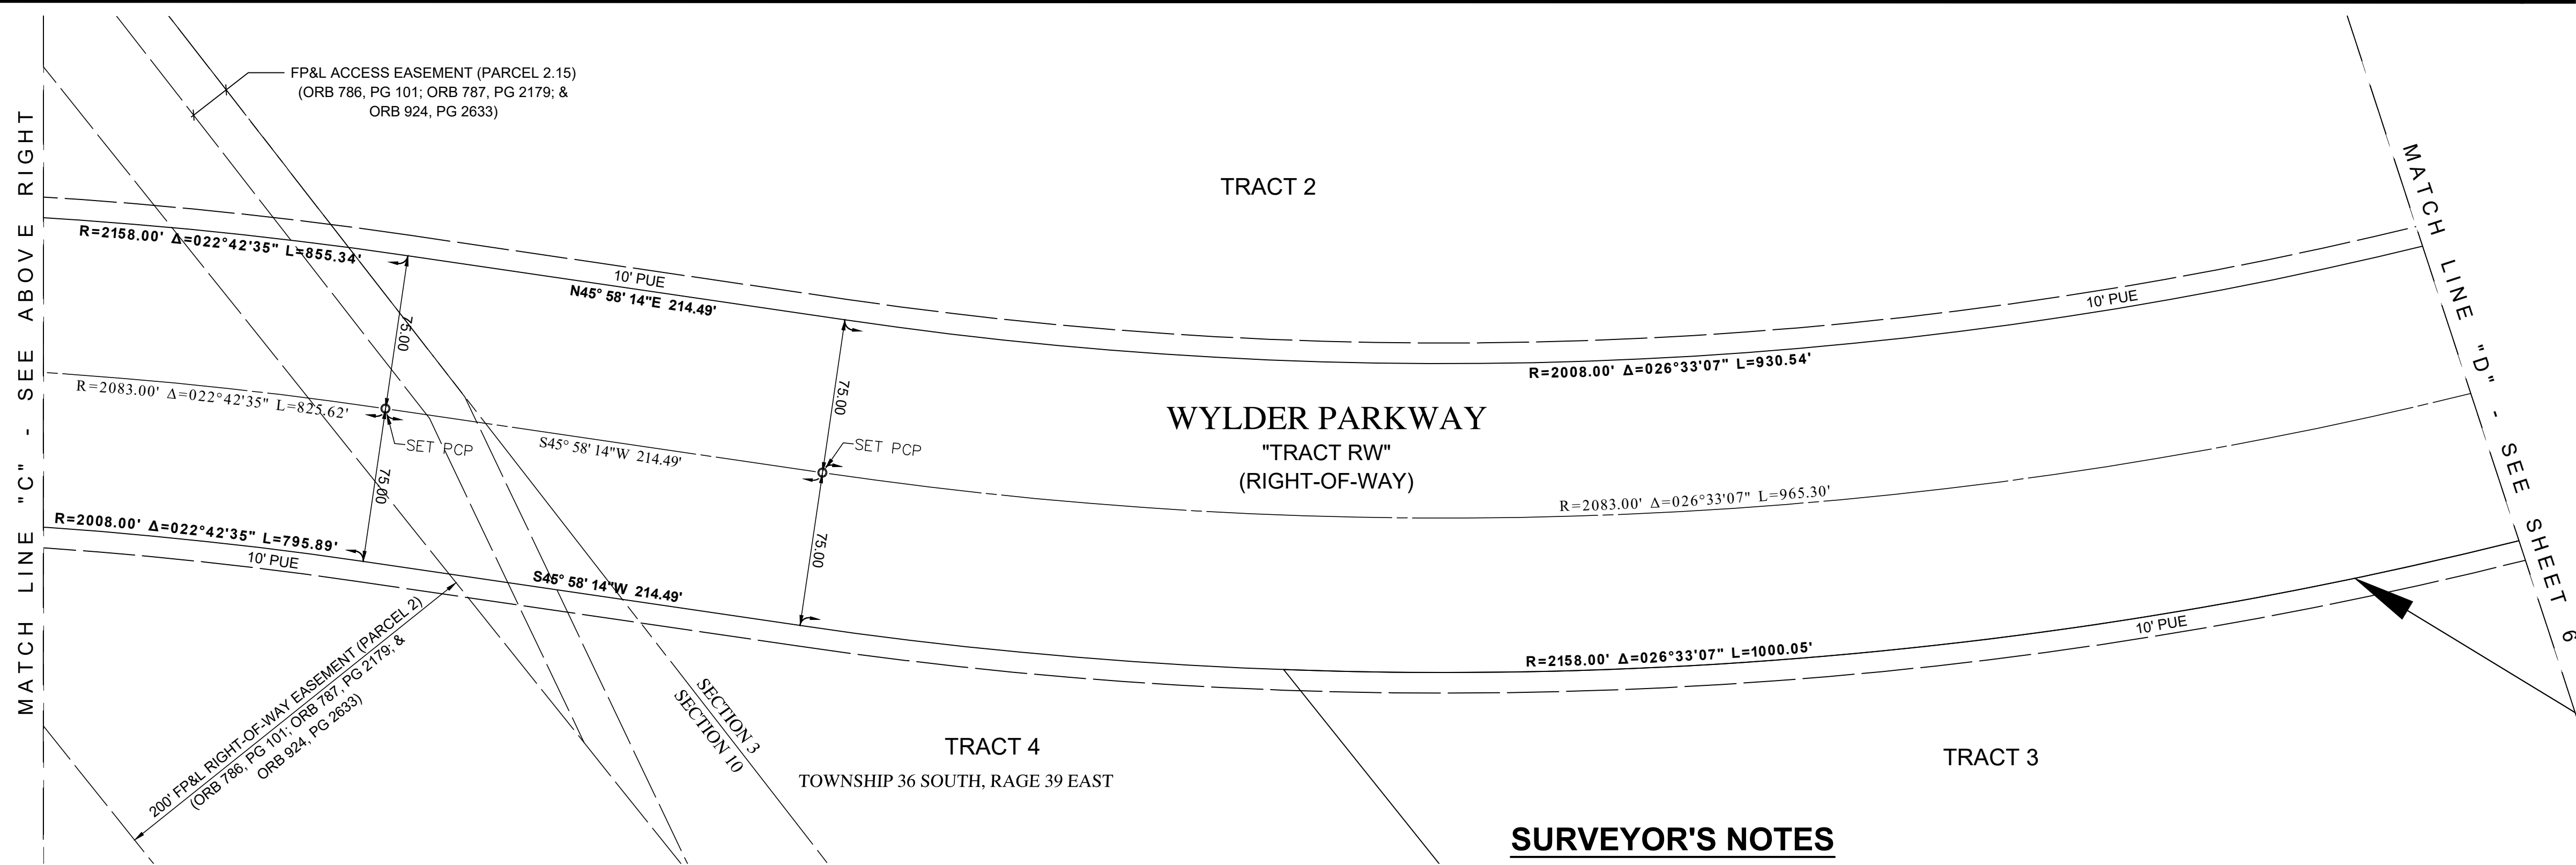 FP&L ACCESS EASEMENT (PARCEL 2.15)
(ORB 786, PG 101; ORB 787, PG 2179; &
ORB 924, PG 2633)
MATCH LINE "C" - SEE ABOVE RIGHT
TRACT 2
MATCH LINE "D" - SEE SHEET 6
R=2158.00' Δ=022°42'35" L=855.34'
10' PUE
N45° 58' 14"E 214.49'
10' PUE
R=2008.00' Δ=026°33'07" L=930.54'
75.00
75.00
R=2083.00' Δ=022°42'35" L=825.62'
SET PCP
S45° 58' 14"W 214.49'
SET PCP
WYLDER PARKWAY
"TRACT RW"
(RIGHT-OF-WAY)
R=2083.00' Δ=026°33'07" L=965.30'
75.00
75.00
R=2008.00' Δ=022°42'35" L=795.89'
10' PUE
S45° 58' 14"W 214.49'
R=2158.00' Δ=026°33'07" L=1000.05'
10' PUE
200' FP&L RIGHT-OF-WAY EASEMENT (PARCEL 2)
(ORB 786, PG 101; ORB 787, PG 2179; &
ORB 924, PG 2633)
SECTION 3
SECTION 10
TRACT 4
TOWNSHIP 36 SOUTH, RAGE 39 EAST
TRACT 3
SURVEYOR'S NOTES